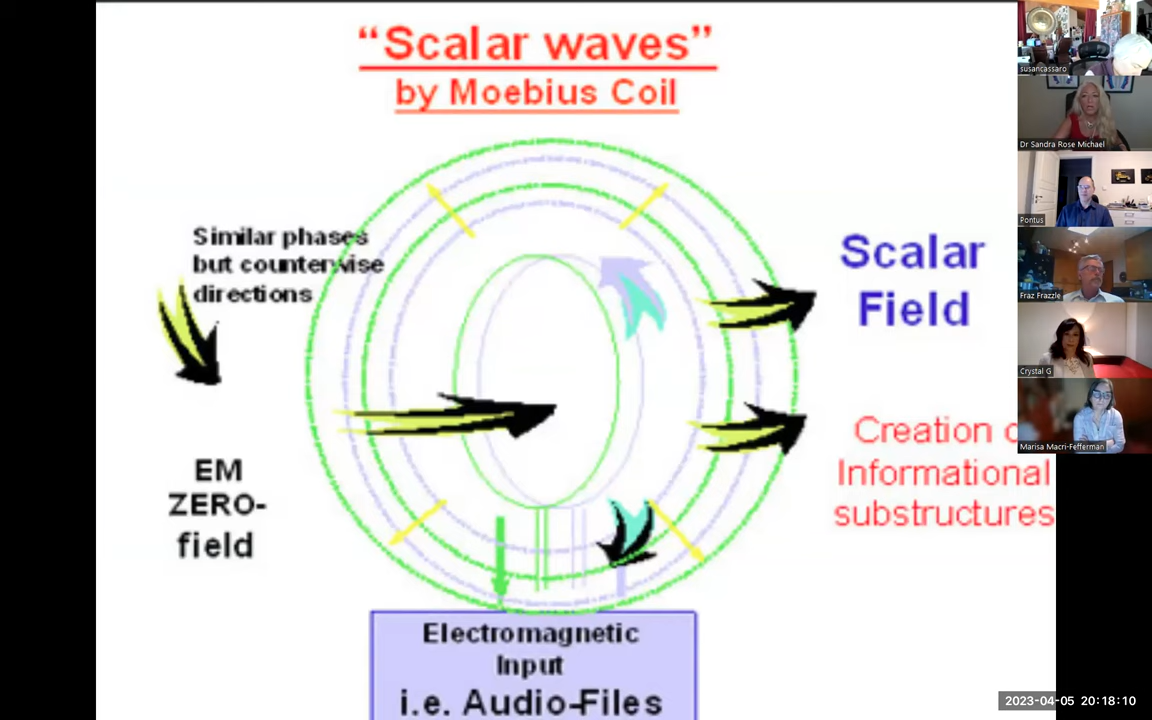 “Scalar waves”
by Moebius Coil
Similar phases
but counterwise
directions
EM
ZERO-
field
Scalar
Field
Creation
Informational
substructures
Electromagnetic
Input
i.e. Audio-Files
susancassaro
Dr Sandra Rose Michael
Pontus
Fraz Frazzle
Crystal G
Marisa Macri-Fefferman
2023-04-05 20:18:10